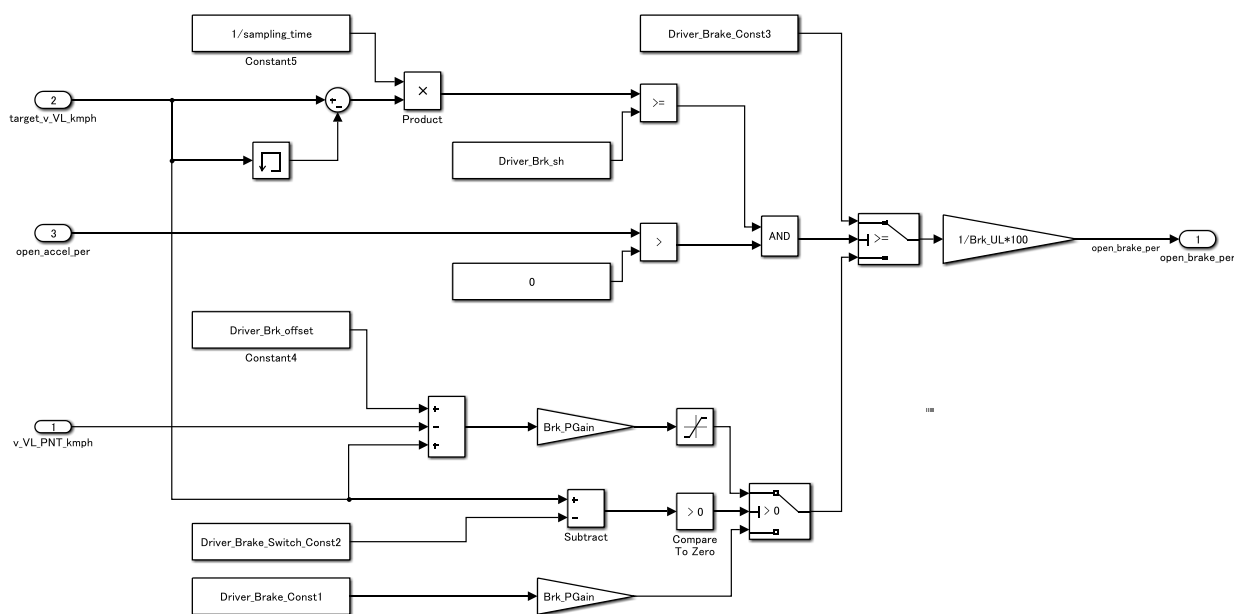 1/sampling_time
Constant5
Driver_Brake_Const3
2
target_v_VL_kmph
+
-
×
Product
>=
Driver_Brk_sh
3
open_accel_per
>
0
AND
>=
1/Brk_UL*100
open_brake_per
1
open_brake_per
Driver_Brk_offset
Constant4
1
v_VL_PNT_kmph
+
-
+
Brk_PGain
+
-
Subtract
> 0
Compare
To Zero
> 0
Driver_Brake_Switch_Const2
Driver_Brake_Const1
Brk_PGain